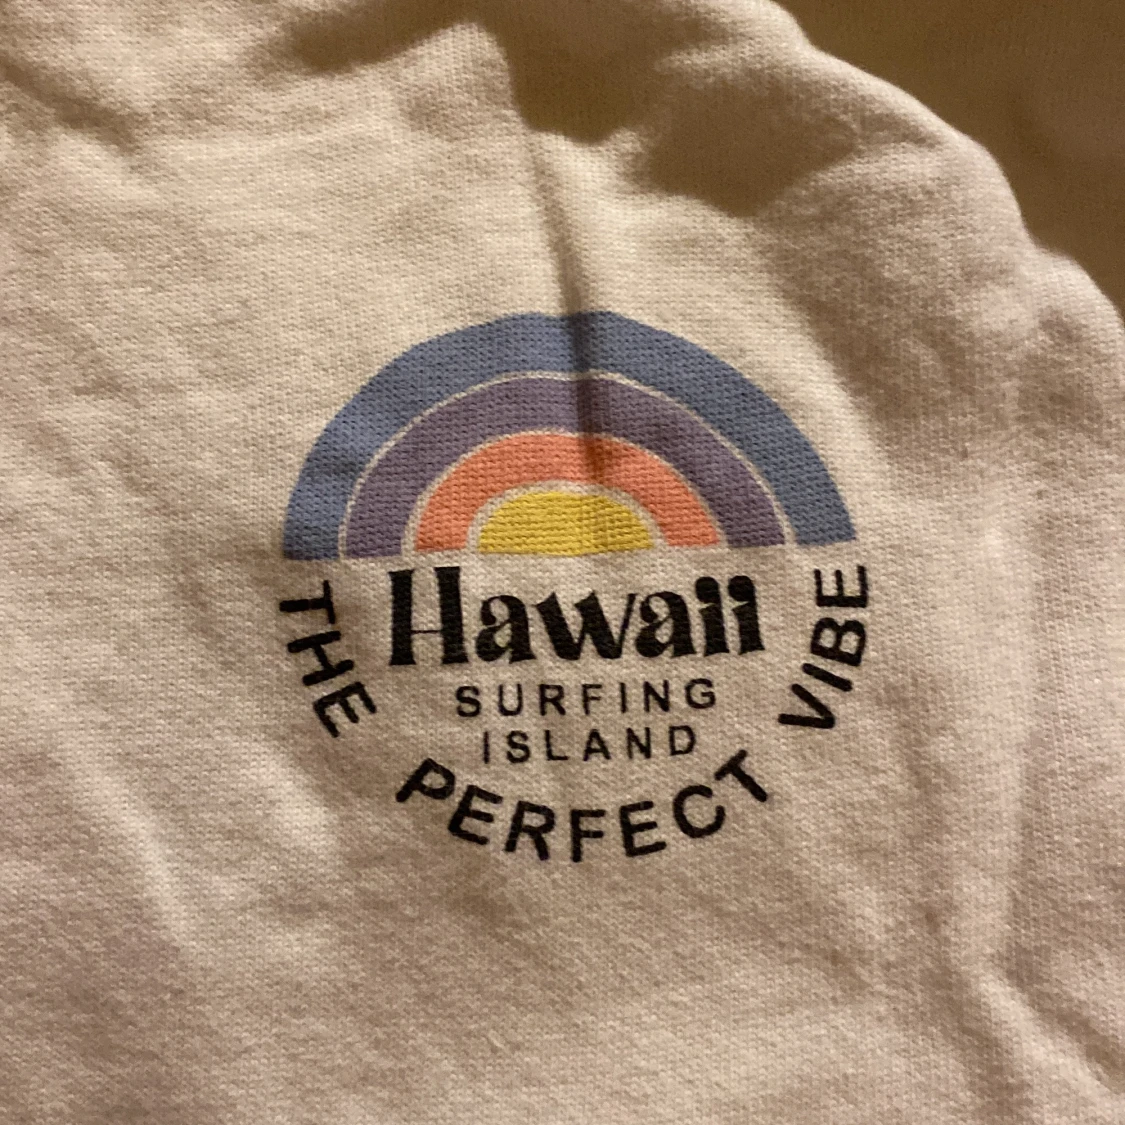 Hawaii
SURFING
ISLAND
THE PERFECT VIBE